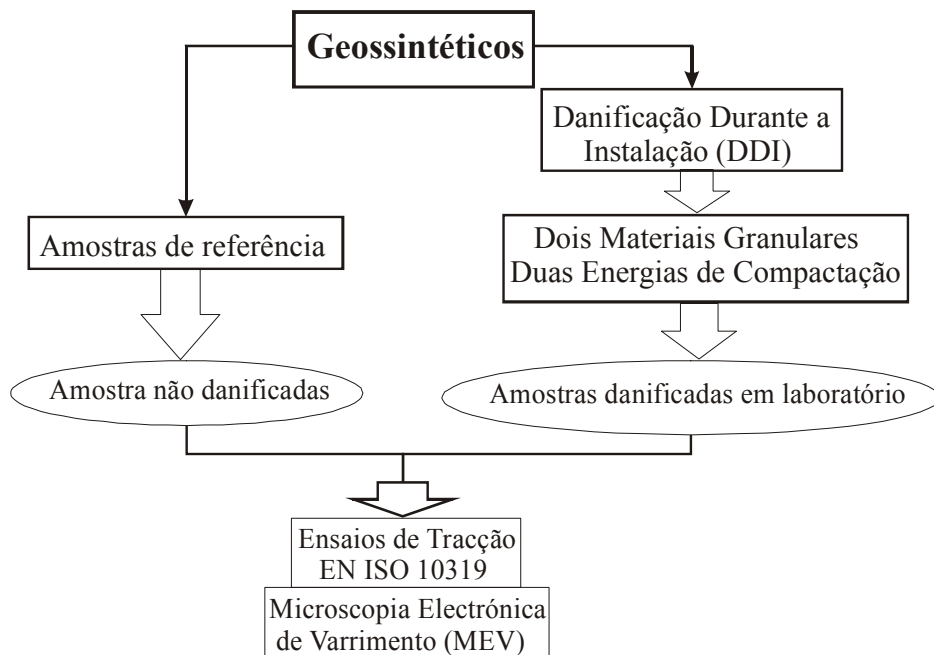 Geossintéticos
Danificação Durante a
Instalação (DDI)
Amostras de referência
Dois Materiais Granulares
Duas Energias de Compactação
Amostra não danificadas
Amostras danificadas em laboratório
Ensaios de Tracção
EN ISO 10319
Microscopia Electrónica
de Varrimento (MEV)